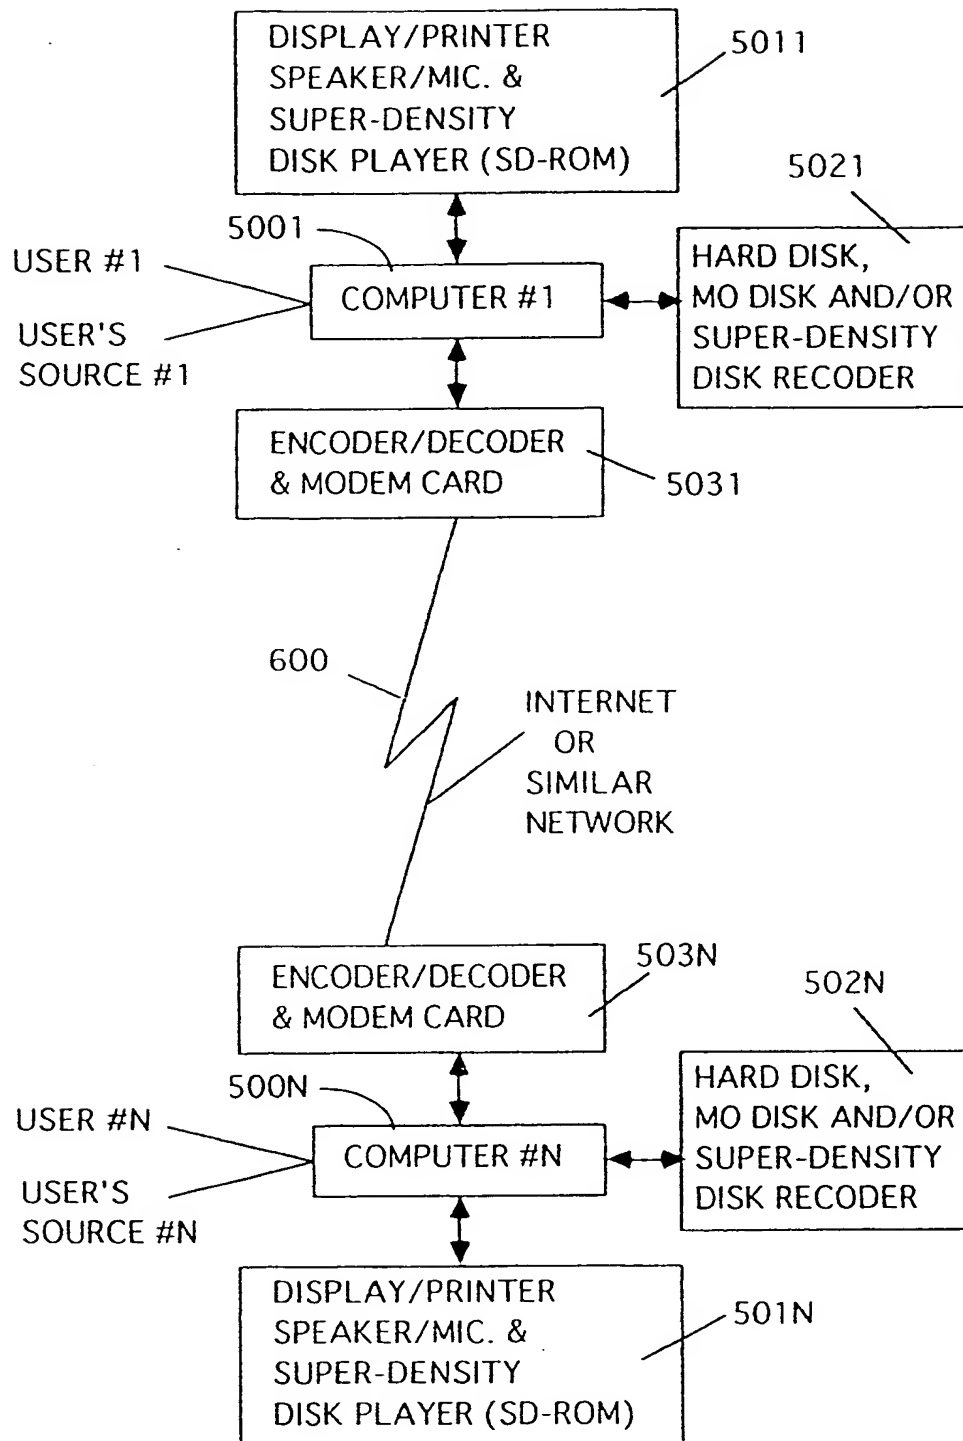 DISPLAY/PRINTER
SPEAKER/MIC. &
SUPER-DENSITY
DISK PLAYER (SD-ROM)
5011
5021
5001
USER #1
USER'S
SOURCE #1
COMPUTER #1
HARD DISK,
MO DISK AND/OR
SUPER-DENSITY
DISK RECODER
ENCODER/DECODER
& MODEM CARD
5031
600
INTERNET
OR
SIMILAR
NETWORK
ENCODER/DECODER
& MODEM CARD
503N
502N
500N
USER #N
USER'S
SOURCE #N
COMPUTER #N
HARD DISK,
MO DISK AND/OR
SUPER-DENSITY
DISK RECODER
DISPLAY/PRINTER
SPEAKER/MIC. &
SUPER-DENSITY
DISK PLAYER (SD-ROM)
501N